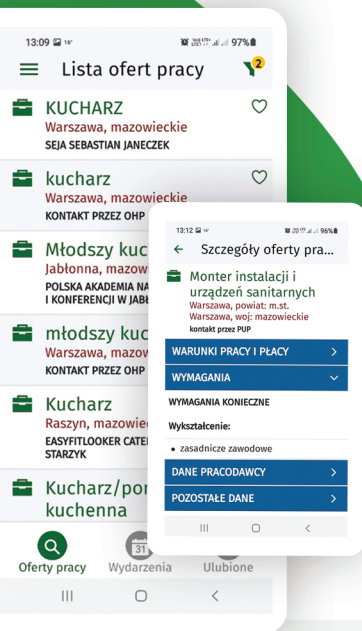 13:09 16°
97%
Lista ofert pracy
2
KUCHARZ
Warszawa, mazowieckie
SEJA SEBASTIAN JANECZEK
kucharz
Warszawa, mazowieckie
KONTAKT PRZEZ OHP
Młodszy kuc
Jabłonna, mazow
POLSKA AKADEMIA NA
I KONFERENCJI W JABŁ
młodszy kuc
Warszawa, mazow
KONTAKT PRZEZ OHP
Kucharz
Raszyn, mazowie
EASYFITLOOKER CATE
STARZYK
Kucharz/por
kuchenna
31
Oferty pracy Wydarzenia Ulubione
13:12
96%
Szczegóły oferty pra...
Monter instalacji i
urządzeń sanitarnych
Warszawa, powiat: m.st.
Warszawa, woj: mazowieckie
kontakt przez PUP
WARUNKI PRACY I PŁACY
WYMAGANIA
WYMAGANIA KONIECZNE
Wykształcenie:
• zasadnicze zawodowe
DANE PRACODAWCY
POZOSTAŁE DANE